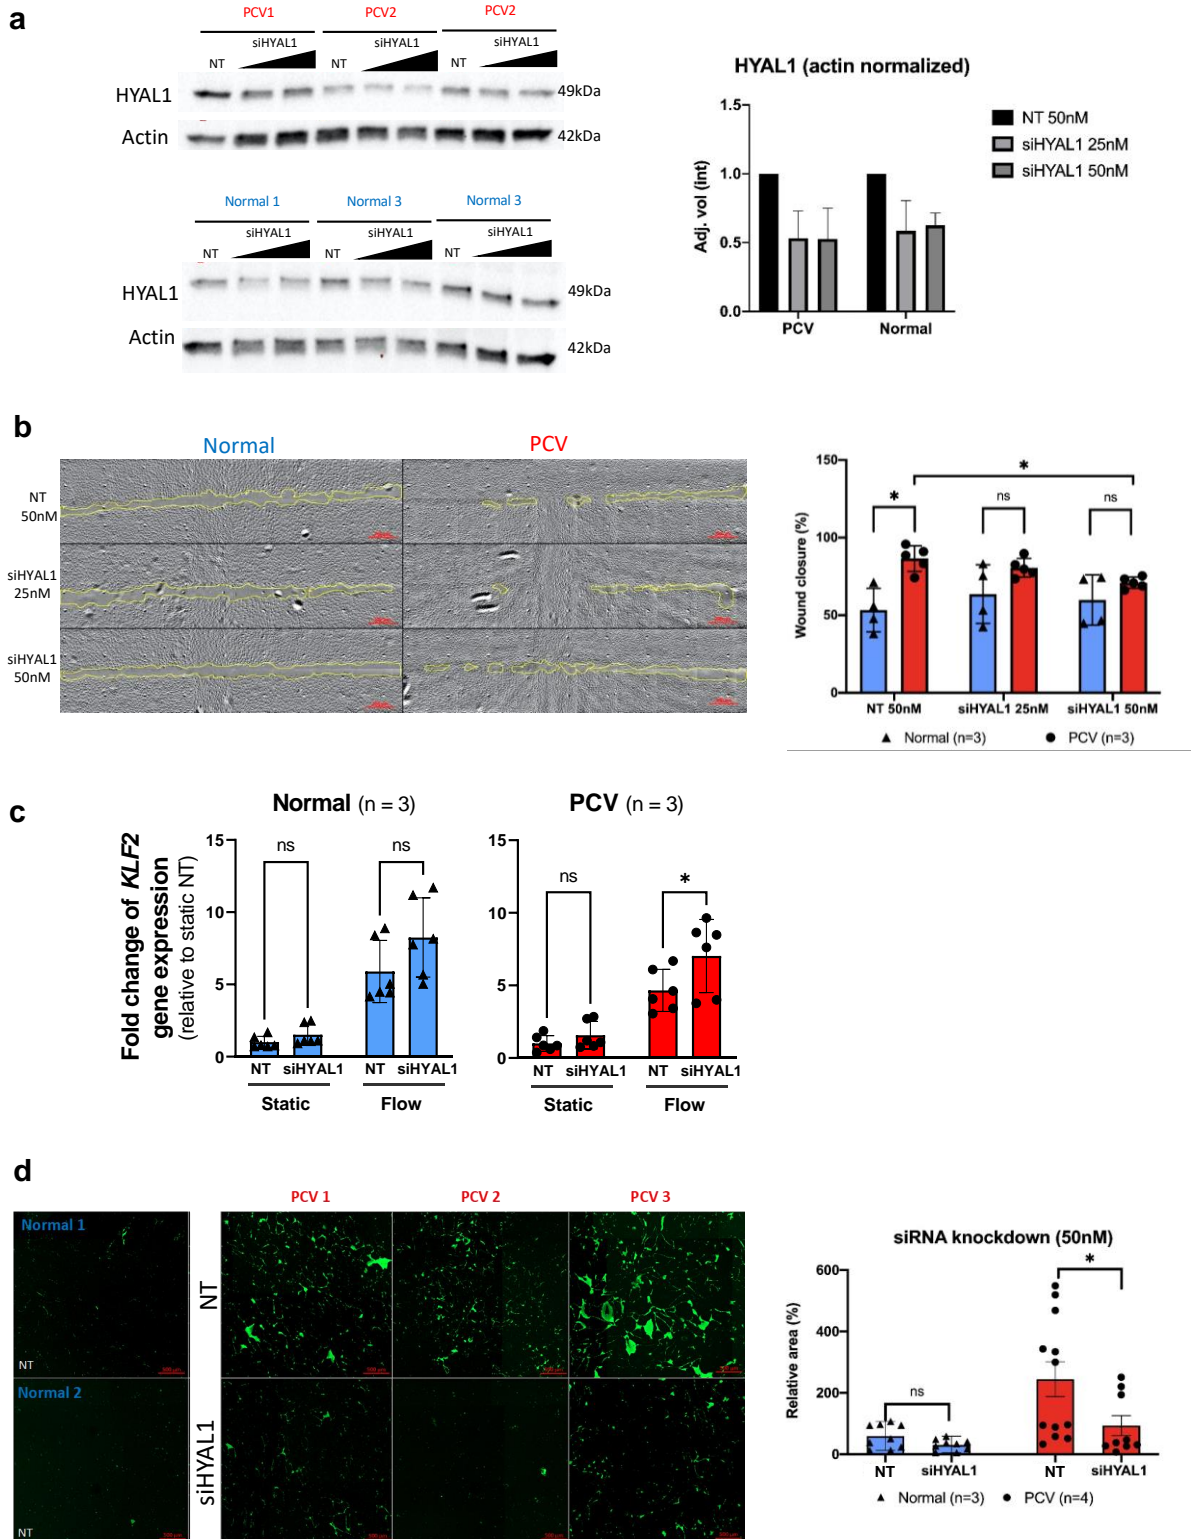 a
PCV1 PCV2 PCV2
siHYAL1 siHYAL1 siHYAL1
NT NT NT
HYAL1 49kDa
Actin 42kDa
Normal 1 Normal 3 Normal 3
siHYAL1 siHYAL1 siHYAL1
NT NT NT
HYAL1 49kDa
Actin 42kDa
HYAL1 (actin normalized)
Adj. vol (int)
1.5
1.0
0.5
0.0
PCV Normal
NT 50nM
siHYAL1 25nM
siHYAL1 50nM
b
Normal PCV
NT
50nM
siHYAL1
25nM
siHYAL1
50nM
Wound closure (%)
150
100
50
0
* * ns ns
NT 50nM siHYAL1 25nM siHYAL1 50nM
▲ Normal (n=3) ● PCV (n=3)
c
Fold change of KLF2
gene expression
(relative to static NT)
Normal (n = 3)
15
10
5
0
ns ns
NT siHYAL1 NT siHYAL1
Static Flow
PCV (n = 3)
15
10
5
0
ns *
NT siHYAL1 NT siHYAL1
Static Flow
d
PCV 1 PCV 2 PCV 3
Normal 1
NT
Normal 2
NT
NT
siHYAL1
siRNA knockdown (50nM)
Relative area (%)
600
400
200
0
ns *
NT siHYAL1 NT siHYAL1
▲ Normal (n=3) ● PCV (n=4)